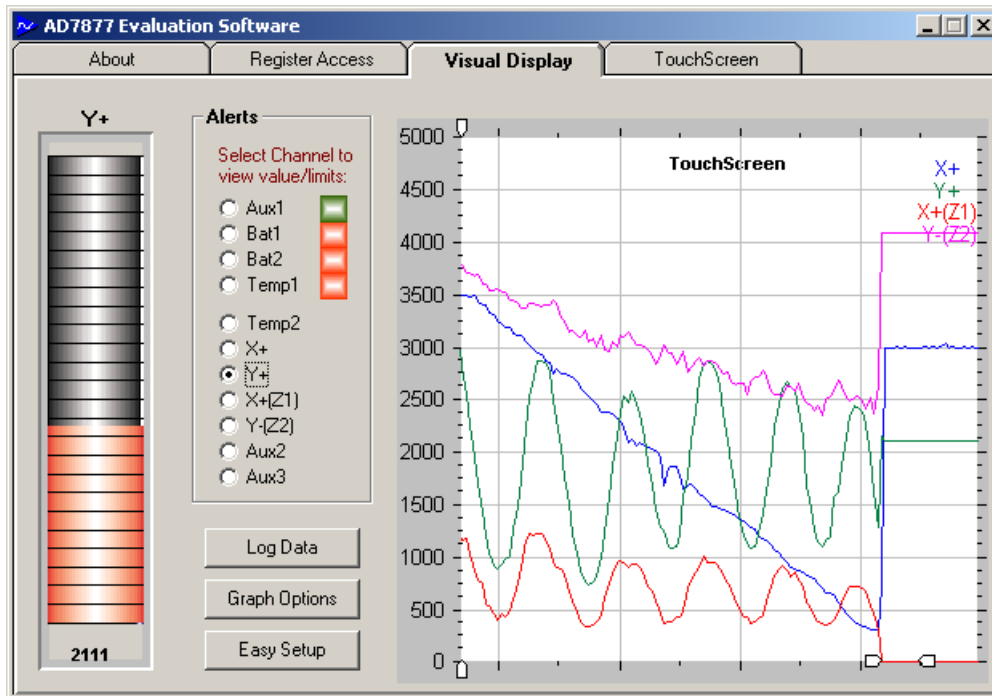 AD7877 Evaluation Software
About
Register Access
Visual Display
TouchScreen
Y+
2111
Alerts
Select Channel to
view value/limits:
Aux1
Bat1
Bat2
Temp1
Temp2
X+
Y+
X+(Z1)
Y-(Z2)
Aux2
Aux3
Log Data
Graph Options
Easy Setup
TouchScreen
X+
Y+
X+(Z1)
Y-(Z2)
5000
4500
4000
3500
3000
2500
2000
1500
1000
500
0